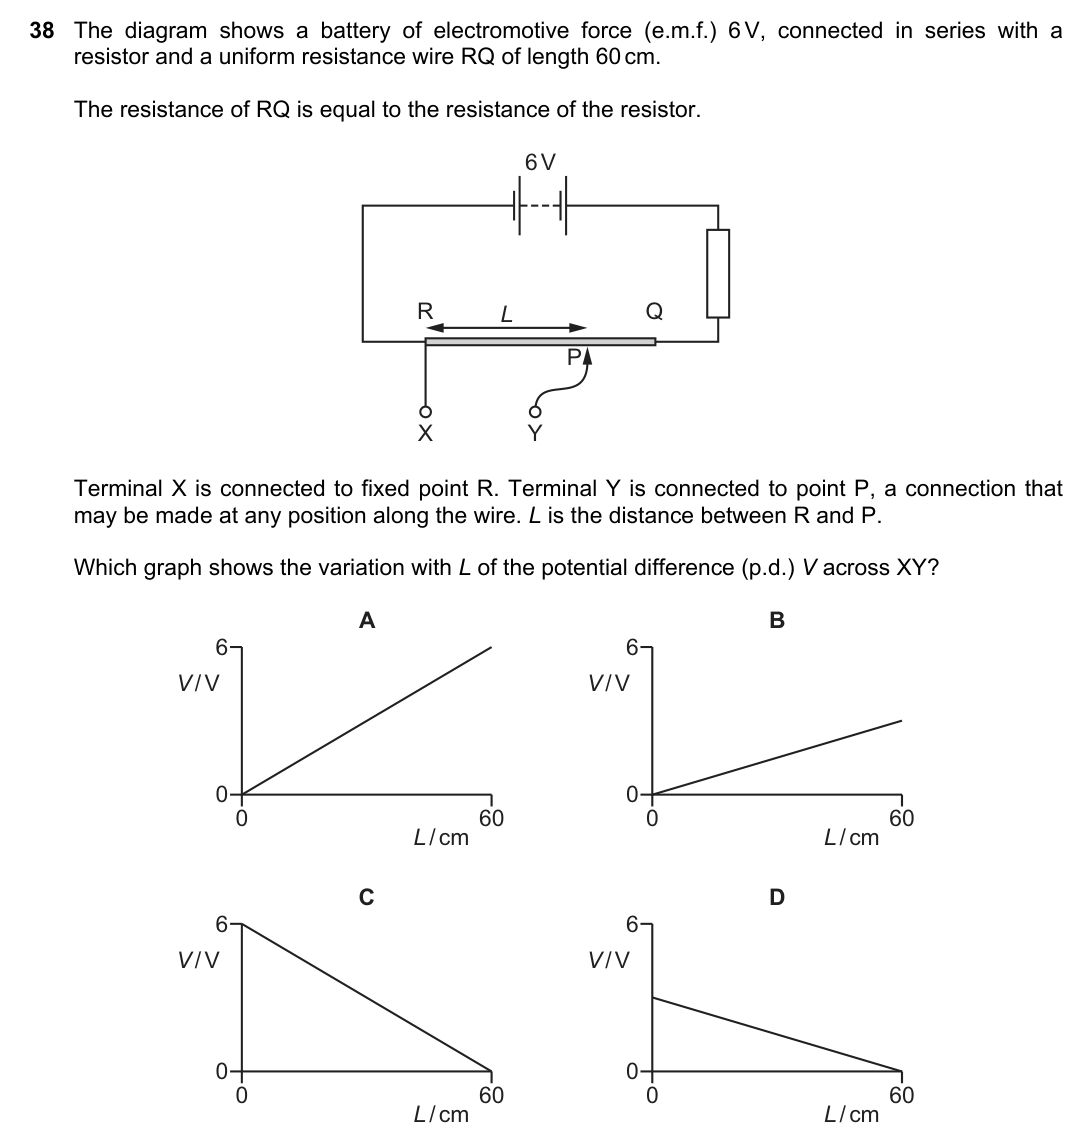 38 The diagram shows a battery of electromotive force (e.m.f.) 6 V, connected in series with a
resistor and a uniform resistance wire RQ of length 60 cm.
The resistance of RQ is equal to the resistance of the resistor.
6 V
R L Q
P
X Y
Terminal X is connected to fixed point R. Terminal Y is connected to point P, a connection that
may be made at any position along the wire. L is the distance between R and P.
Which graph shows the variation with L of the potential difference (p.d.) V across XY?
A
6
V / V
0
0 60
L / cm
B
6
V / V
0
0 60
L / cm
C
6
V / V
0
0 60
L / cm
D
6
V / V
0
0 60
L / cm